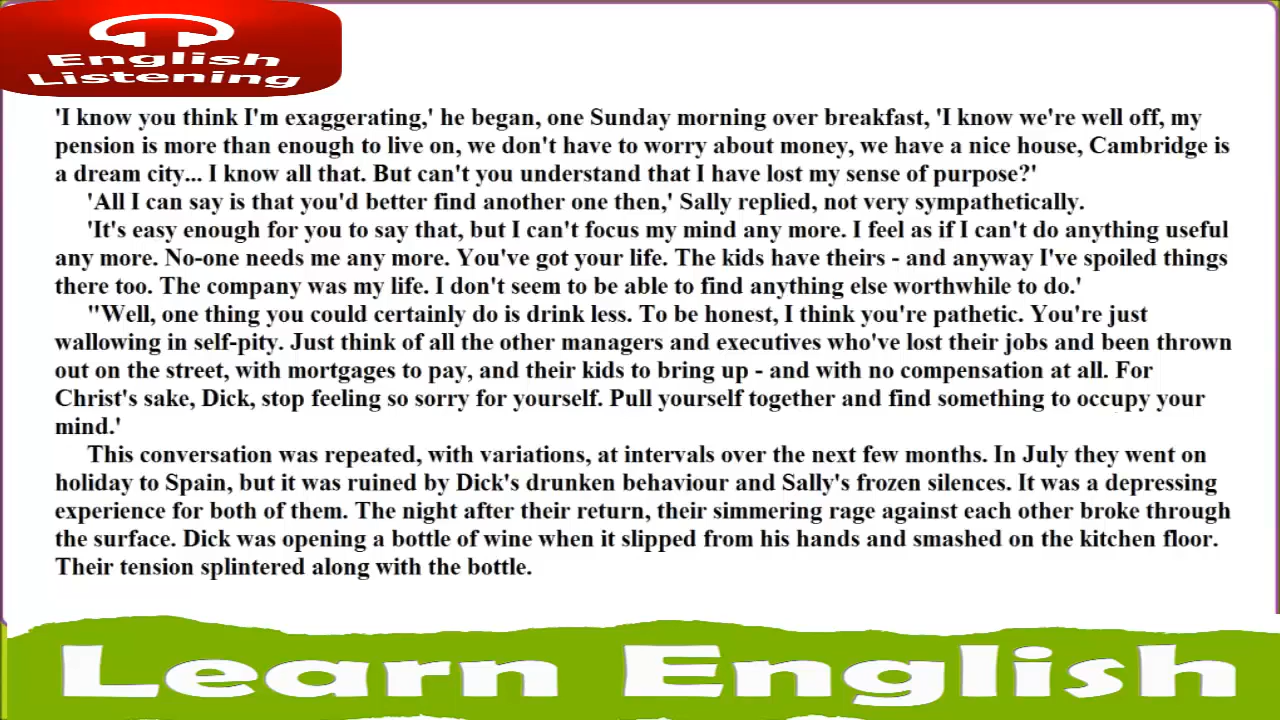 English
Listening
'I know you think I'm exaggerating,' he began, one Sunday morning over breakfast, 'I know we're well off, my
pension is more than enough to live on, we don't have to worry about money, we have a nice house, Cambridge is
a dream city... I know all that. But can't you understand that I have lost my sense of purpose?'
'All I can say is that you'd better find another one then,' Sally replied, not very sympathetically.
'It's easy enough for you to say that, but I can't focus my mind any more. I feel as if I can't do anything useful
any more. No-one needs me any more. You've got your life. The kids have theirs - and anyway I've spoiled things
there too. The company was my life. I don't seem to be able to find anything else worthwhile to do.'
"Well, one thing you could certainly do is drink less. To be honest, I think you're pathetic. You're just
wallowing in self-pity. Just think of all the other managers and executives who've lost their jobs and been thrown
out on the street, with mortgages to pay, and their kids to bring up - and with no compensation at all. For
Christ's sake, Dick, stop feeling so sorry for yourself. Pull yourself together and find something to occupy your
mind.'
This conversation was repeated, with variations, at intervals over the next few months. In July they went on
holiday to Spain, but it was ruined by Dick's drunken behaviour and Sally's frozen silences. It was a depressing
experience for both of them. The night after their return, their simmering rage against each other broke through
the surface. Dick was opening a bottle of wine when it slipped from his hands and smashed on the kitchen floor.
Their tension splintered along with the bottle.
Learn English